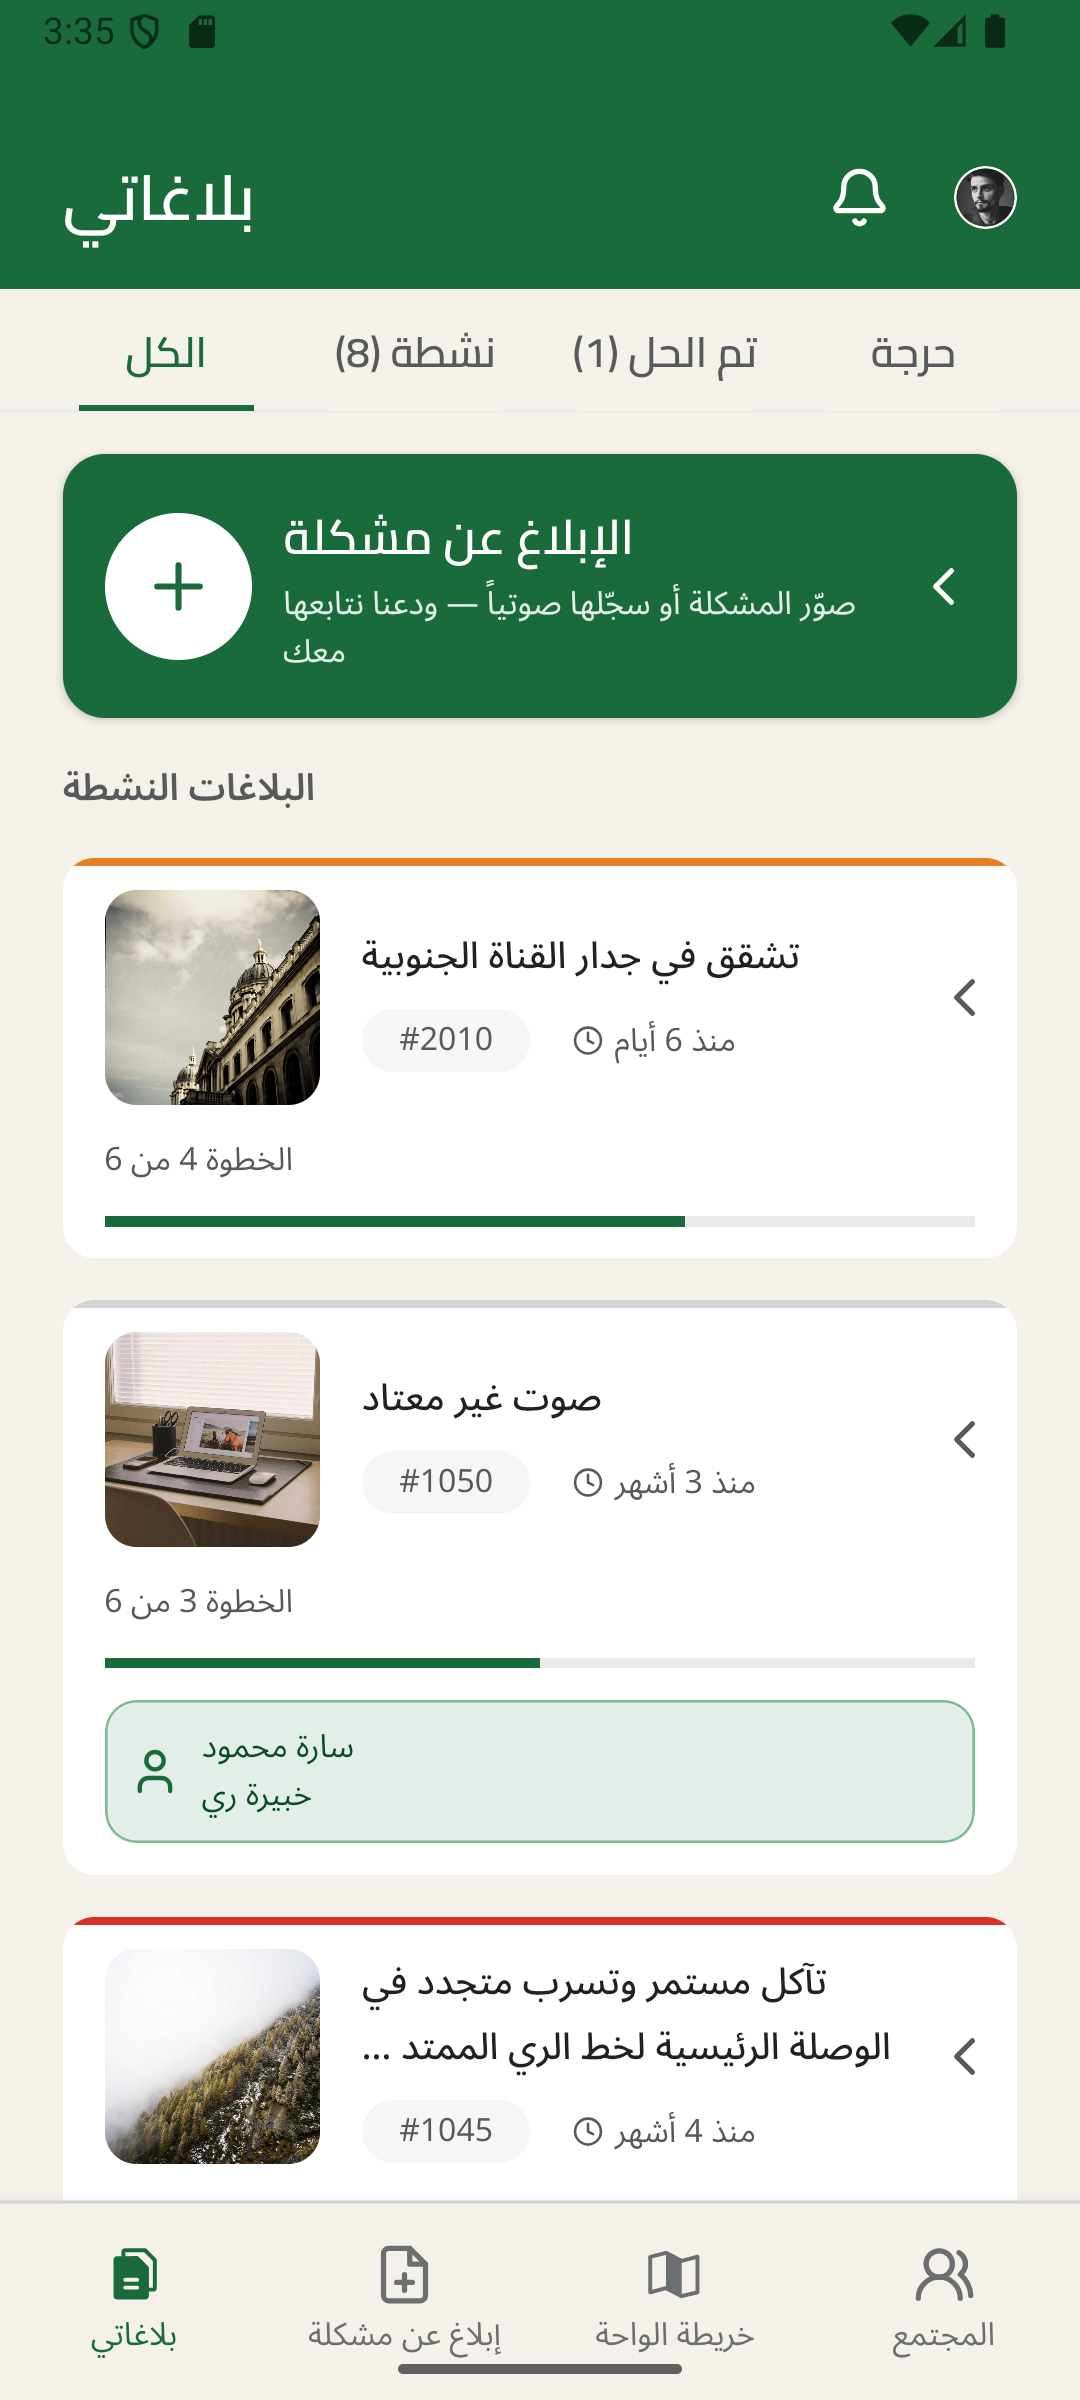 3:35
بلاغاتي
الكل
نشطة (8)
تم الحل (1)
حرجة
الإبلاغ عن مشكلة
صوّر المشكلة أو سجّلها صوتياً — ودعنا نتابعها
معك
البلاغات النشطة
تشقق في جدار القناة الجنوبية
#2010
منذ 6 أيام
الخطوة 4 من 6
صوت غير معتاد
#1050
منذ 3 أشهر
الخطوة 3 من 6
سارة محمود
خبيرة ري
تآكل مستمر وتسرب متجدد في
الوصلة الرئيسية لخط الري الممتد ...
#1045
منذ 4 أشهر
بلاغاتي
إبلاغ عن مشكلة
خريطة الواحة
المجتمع